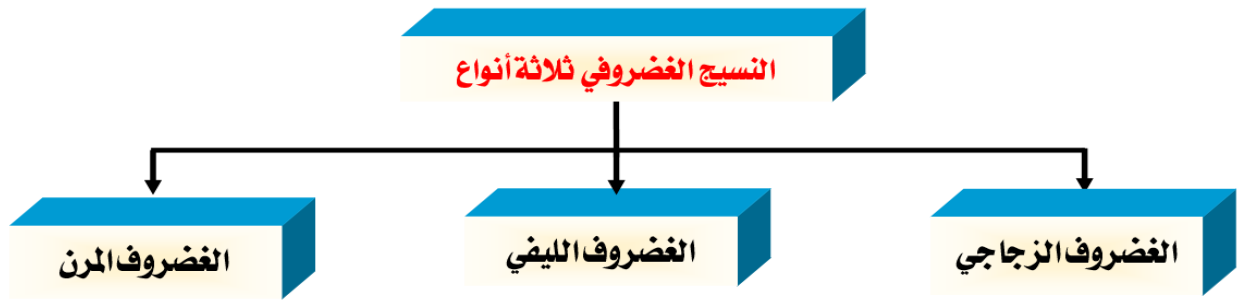 النسيج الغضروفي ثلاثة أنواع
الغضروف الزجاجي
الغضروف الليفي
الغضروف المرن